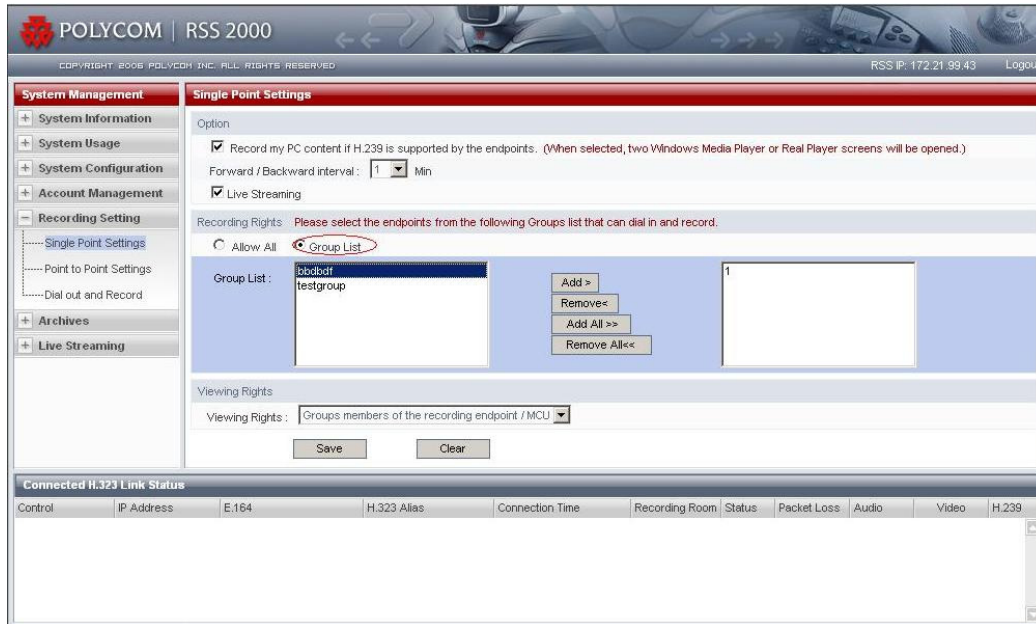 POLYCOM | RSS 2000
COPYRIGHT 2006 POLYCOM INC. ALL RIGHTS RESERVED
RSS IP: 172.21.99.43 Logou
System Management
+ System Information
+ System Usage
+ System Configuration
+ Account Management
- Recording Setting
Single Point Settings
Point to Point Settings
Dial out and Record
+ Archives
+ Live Streaming
Single Point Settings
Option
Record my PC content if H.239 is supported by the endpoints. (When selected, two Windows Media Player or Real Player screens will be opened.)
Forward / Backward interval : 1 Min
Live Streaming
Recording Rights Please select the endpoints from the following Groups list that can dial in and record.
Allow All Group List
Group List :
bbdbdf
testgroup
Add >
Remove<
Add All >>
Remove All<<
1
Viewing Rights
Viewing Rights : Groups members of the recording endpoint / MCU
Save Clear
Connected H.323 Link Status
Control IP Address E.164 H.323 Alias Connection Time Recording Room Status Packet Loss Audio Video H.239